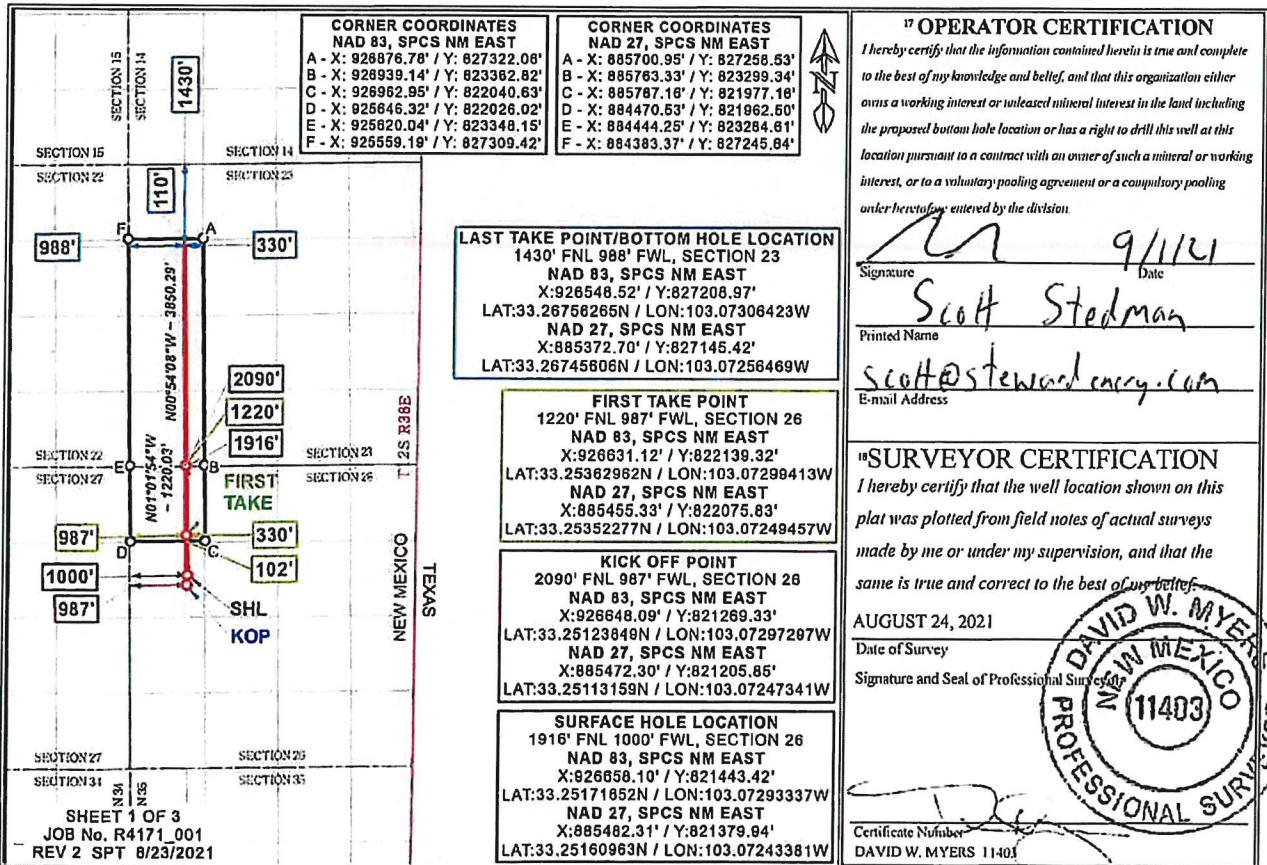 SECTION 15
SECTION 14
1430'
CORNER COORDINATES
NAD 83, SPCS NM EAST
A - X: 926876.78' / Y: 827322.08'
B - X: 926939.14' / Y: 823362.82'
C - X: 926962.95' / Y: 822040.63'
D - X: 925646.32' / Y: 822026.02'
E - X: 925620.04' / Y: 823348.15'
F - X: 925559.19' / Y: 827309.42'
CORNER COORDINATES
NAD 27, SPCS NM EAST
A - X: 885700.95' / Y: 827258.53'
B - X: 885763.33' / Y: 823299.34'
C - X: 885787.16' / Y: 821977.16'
D - X: 884470.53' / Y: 821962.50'
E - X: 884444.25' / Y: 823284.61'
F - X: 884383.37' / Y: 827245.84'
N
SECTION 15
SECTION 14
SECTION 22
SECTION 23
110'
F
A
988'
330'
N00°54'08"W – 3850.29'
N01°01'54"W
– 1220.03'
2090'
1220'
1916'
SECTION 22
SECTION 23
E
B
SECTION 27
SECTION 26
FIRST
TAKE
987'
330'
D
C
102'
1000'
987'
SHL
KOP
T 2S R38E
NEW MEXICO
TEXAS
SECTION 27
SECTION 26
SECTION 34
SECTION 35
N 34
N 35
SHEET 1 OF 3
JOB No. R4171_001
REV 2 SPT 8/23/2021
LAST TAKE POINT/BOTTOM HOLE LOCATION
1430' FNL 988' FWL, SECTION 23
NAD 83, SPCS NM EAST
X:926548.52' / Y:827208.97'
LAT:33.26756265N / LON:103.07306423W
NAD 27, SPCS NM EAST
X:885372.70' / Y:827145.42'
LAT:33.26745606N / LON:103.07256469W
FIRST TAKE POINT
1220' FNL 987' FWL, SECTION 26
NAD 83, SPCS NM EAST
X:926631.12' / Y:822139.32'
LAT:33.25362962N / LON:103.07299413W
NAD 27, SPCS NM EAST
X:885455.33' / Y:822075.83'
LAT:33.25352277N / LON:103.07249457W
KICK OFF POINT
2090' FNL 987' FWL, SECTION 26
NAD 83, SPCS NM EAST
X:926648.09' / Y:821269.33'
LAT:33.25123849N / LON:103.07297297W
NAD 27, SPCS NM EAST
X:885472.30' / Y:821205.85'
LAT:33.25113159N / LON:103.07247341W
SURFACE HOLE LOCATION
1916' FNL 1000' FWL, SECTION 26
NAD 83, SPCS NM EAST
X:926658.10' / Y:821443.42'
LAT:33.25171652N / LON:103.07293337W
NAD 27, SPCS NM EAST
X:885482.31' / Y:821379.94'
LAT:33.25160963N / LON:103.07243381W
17 OPERATOR CERTIFICATION
I hereby certify that the information contained herein is true and complete
to the best of my knowledge and belief, and that this organization either
owns a working interest or unleased mineral interest in the land including
the proposed bottom hole location or has a right to drill this well at this
location pursuant to a contract with an owner of such a mineral or working
interest, or to a voluntary pooling agreement or a compulsory pooling
order heretofore entered by the division.
9/1/21
Signature
Date
Scott Stedman
Printed Name
E-mail Address
18 SURVEYOR CERTIFICATION
I hereby certify that the well location shown on this
plat was plotted from field notes of actual surveys
made by me or under my supervision, and that the
same is true and correct to the best of my belief.
AUGUST 24, 2021
Date of Survey
Signature and Seal of Professional Surveyor
DAVID W. MYERS
NEW MEXICO
11403
PROFESSIONAL
Certificate Number
DAVID W. MYERS 11403